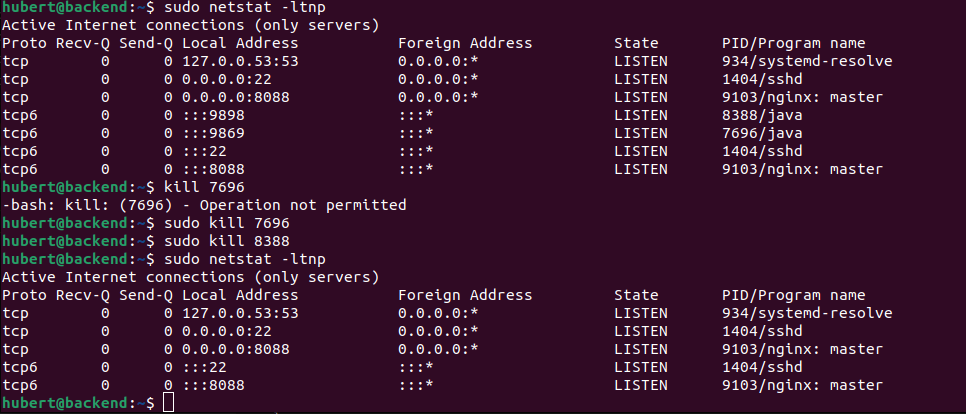 hubert@backend:~$ sudo netstat -ltnp
Active Internet connections (only servers)
Proto Recv-Q Send-Q Local Address           Foreign Address         State       PID/Program name
tcp        0      0 127.0.0.53:53           0.0.0.0:*               LISTEN      934/systemd-resolve
tcp        0      0 0.0.0.0:22              0.0.0.0:*               LISTEN      1404/sshd
tcp        0      0 0.0.0.0:8088            0.0.0.0:*               LISTEN      9103/nginx: master
tcp6       0      0 :::9898                 :::*                    LISTEN      8388/java
tcp6       0      0 :::9869                 :::*                    LISTEN      7696/java
tcp6       0      0 :::22                   :::*                    LISTEN      1404/sshd
tcp6       0      0 :::8088                 :::*                    LISTEN      9103/nginx: master
hubert@backend:~$ kill 7696
-bash: kill: (7696) - Operation not permitted
hubert@backend:~$ sudo kill 7696
hubert@backend:~$ sudo kill 8388
hubert@backend:~$ sudo netstat -ltnp
Active Internet connections (only servers)
Proto Recv-Q Send-Q Local Address           Foreign Address         State       PID/Program name
tcp        0      0 127.0.0.53:53           0.0.0.0:*               LISTEN      934/systemd-resolve
tcp        0      0 0.0.0.0:22              0.0.0.0:*               LISTEN      1404/sshd
tcp        0      0 0.0.0.0:8088            0.0.0.0:*               LISTEN      9103/nginx: master
tcp6       0      0 :::22                   :::*                    LISTEN      1404/sshd
tcp6       0      0 :::8088                 :::*                    LISTEN      9103/nginx: master
hubert@backend:~$